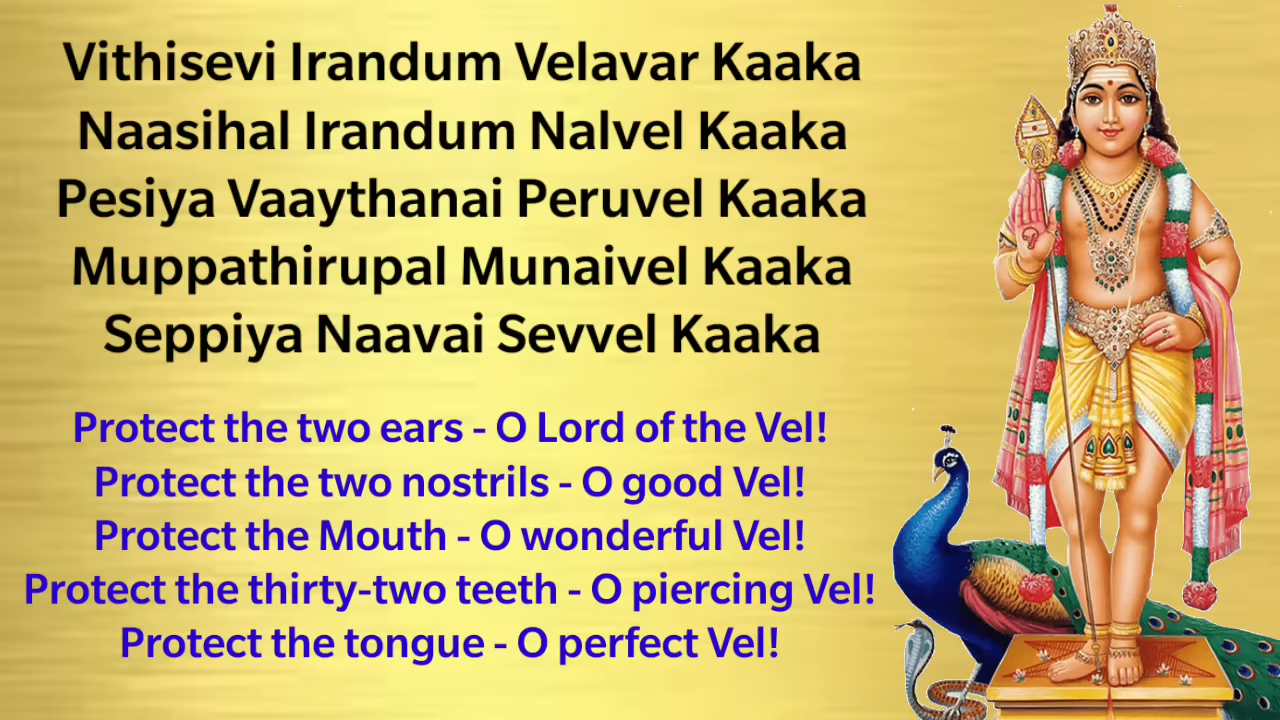 Vithisevi Irandum Velavar Kaaka
Naasihal Irandum Nalvel Kaaka
Pesiya Vaaythanai Peruvel Kaaka
Muppathirupal Munaivel Kaaka
Seppiya Naavai Sevvel Kaaka
Protect the two ears - O Lord of the Vel!
Protect the two nostrils - O good Vel!
Protect the Mouth - O wonderful Vel!
Protect the thirty-two teeth - O piercing Vel!
Protect the tongue - O perfect Vel!